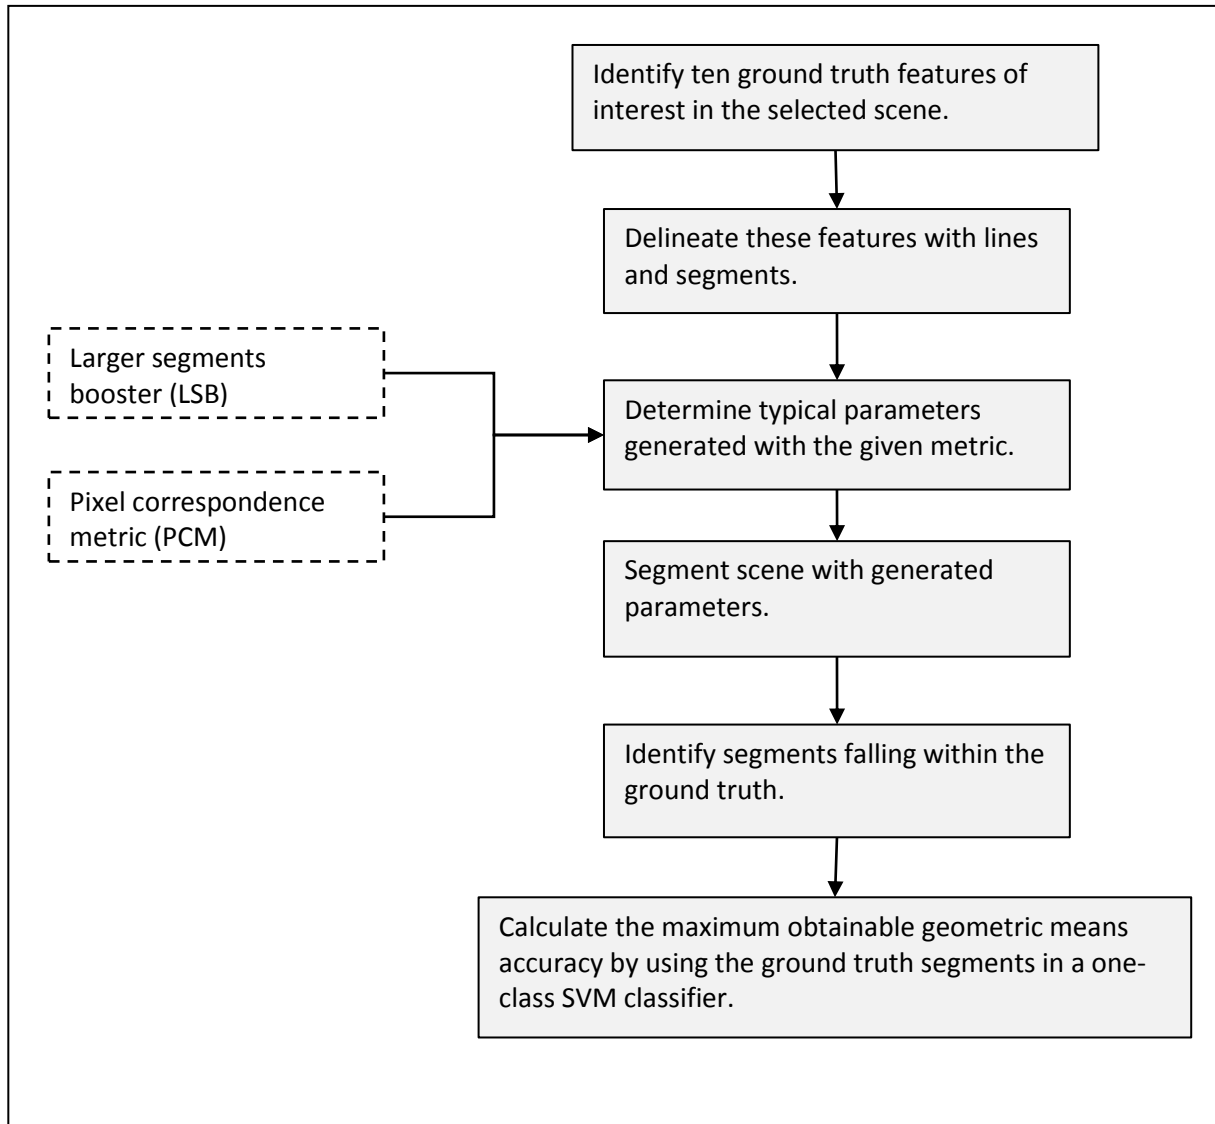 Identify ten ground truth features of
interest in the selected scene.
Delineate these features with lines
and segments.
Larger segments
booster (LSB)
Pixel correspondence
metric (PCM)
Determine typical parameters
generated with the given metric.
Segment scene with generated
parameters.
Identify segments falling within the
ground truth.
Calculate the maximum obtainable geometric means
accuracy by using the ground truth segments in a one-
class SVM classifier.